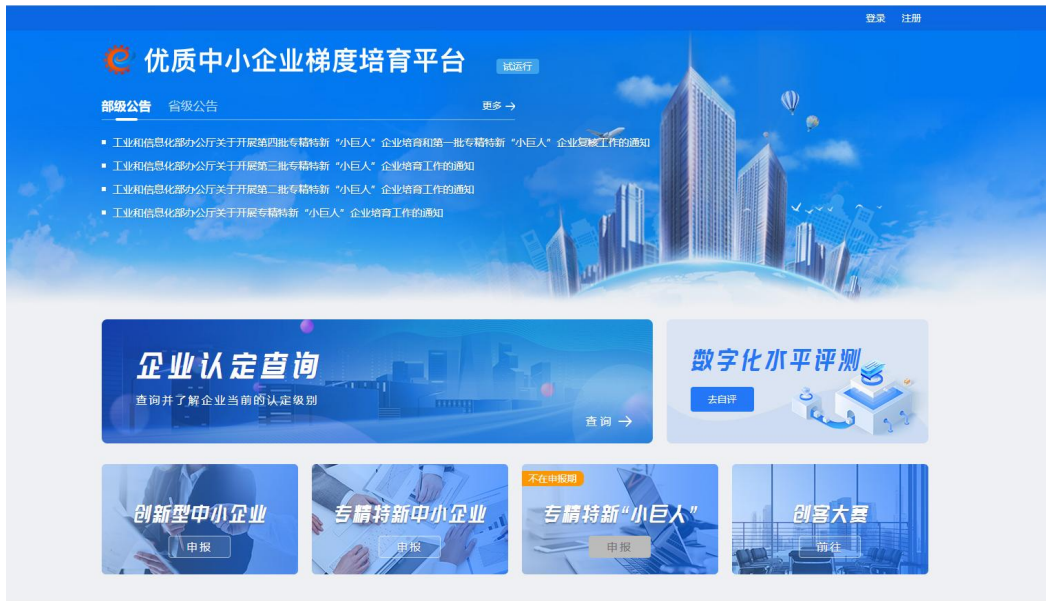 登录 注册
优质中小企业梯度培育平台 试运行
部级公告 省级公告 更多 →
工业和信息化部办公厅关于开展第四批专精特新“小巨人”企业培育和第一批专精特新“小巨人”企业复核工作的通知
工业和信息化部办公厅关于开展第三批专精特新“小巨人”企业培育工作的通知
工业和信息化部办公厅关于开展第二批专精特新“小巨人”企业培育工作的通知
工业和信息化部办公厅关于开展专精特新“小巨人”企业培育工作的通知
企业认定查询
查询并了解企业当前的认定级别
查询 →
数字化水平评测
去自评
创新型中小企业
申报
专精特新中小企业
申报
不在申报期
专精特新“小巨人”
申报
创客大赛
前往